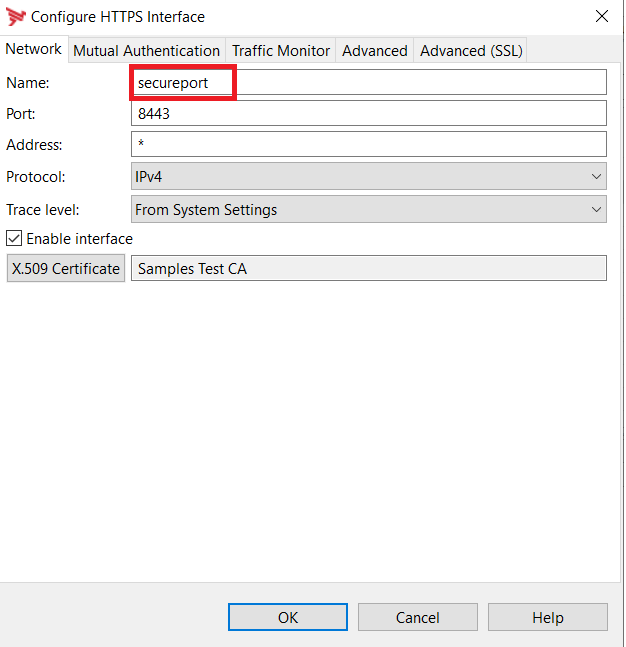 Configure HTTPS Interface
Network Mutual Authentication Traffic Monitor Advanced Advanced (SSL)
Name: secureport
Port: 8443
Address: *
Protocol: IPv4
Trace level: From System Settings
Enable interface
X.509 Certificate Samples Test CA
OK Cancel Help